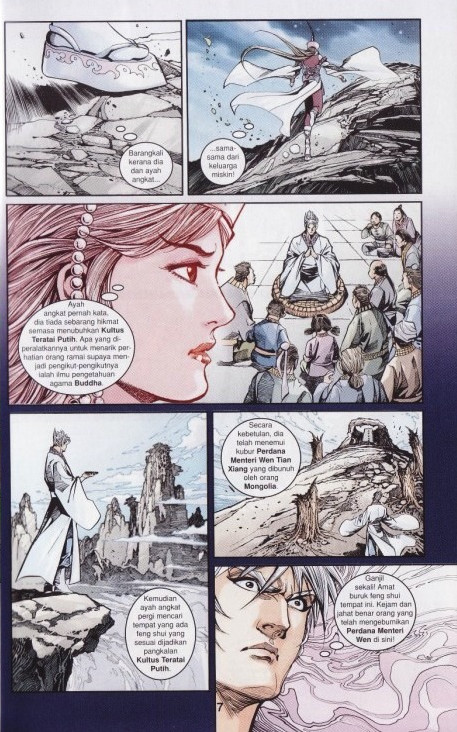 Barangkali
kerana dia
dan ayah
angkat...
...sama-
sama dari
keluarga
miskin!
Ayah
angkat pernah kata,
dia tiada sebarang hikmat
semasa menubuhkan Kultus
Teratai Putih. Apa yang di-
peralatkannya untuk menarik per-
hatian orang ramai supaya men-
jadi pengikut-pengikutnya
ialah ilmu pengetahuan
agama Buddha.
Kemudian
ayah angkat
pergi mencari
tempat yang ada
feng shui yang
sesuai dijadikan
pangkalan
Kultus Teratai
Putih.
Secara
kebetulan, dia
telah menemui
kubur Perdana
Menteri Wen Tian
Xiang yang dibunuh
oleh orang
Mongolia.
Ganjil
sekali! Amat
buruk feng shui
tempat ini. Kejam dan
jahat benar orang yang
telah mengebumikan
Perdana Menteri
Wen di sini!
7